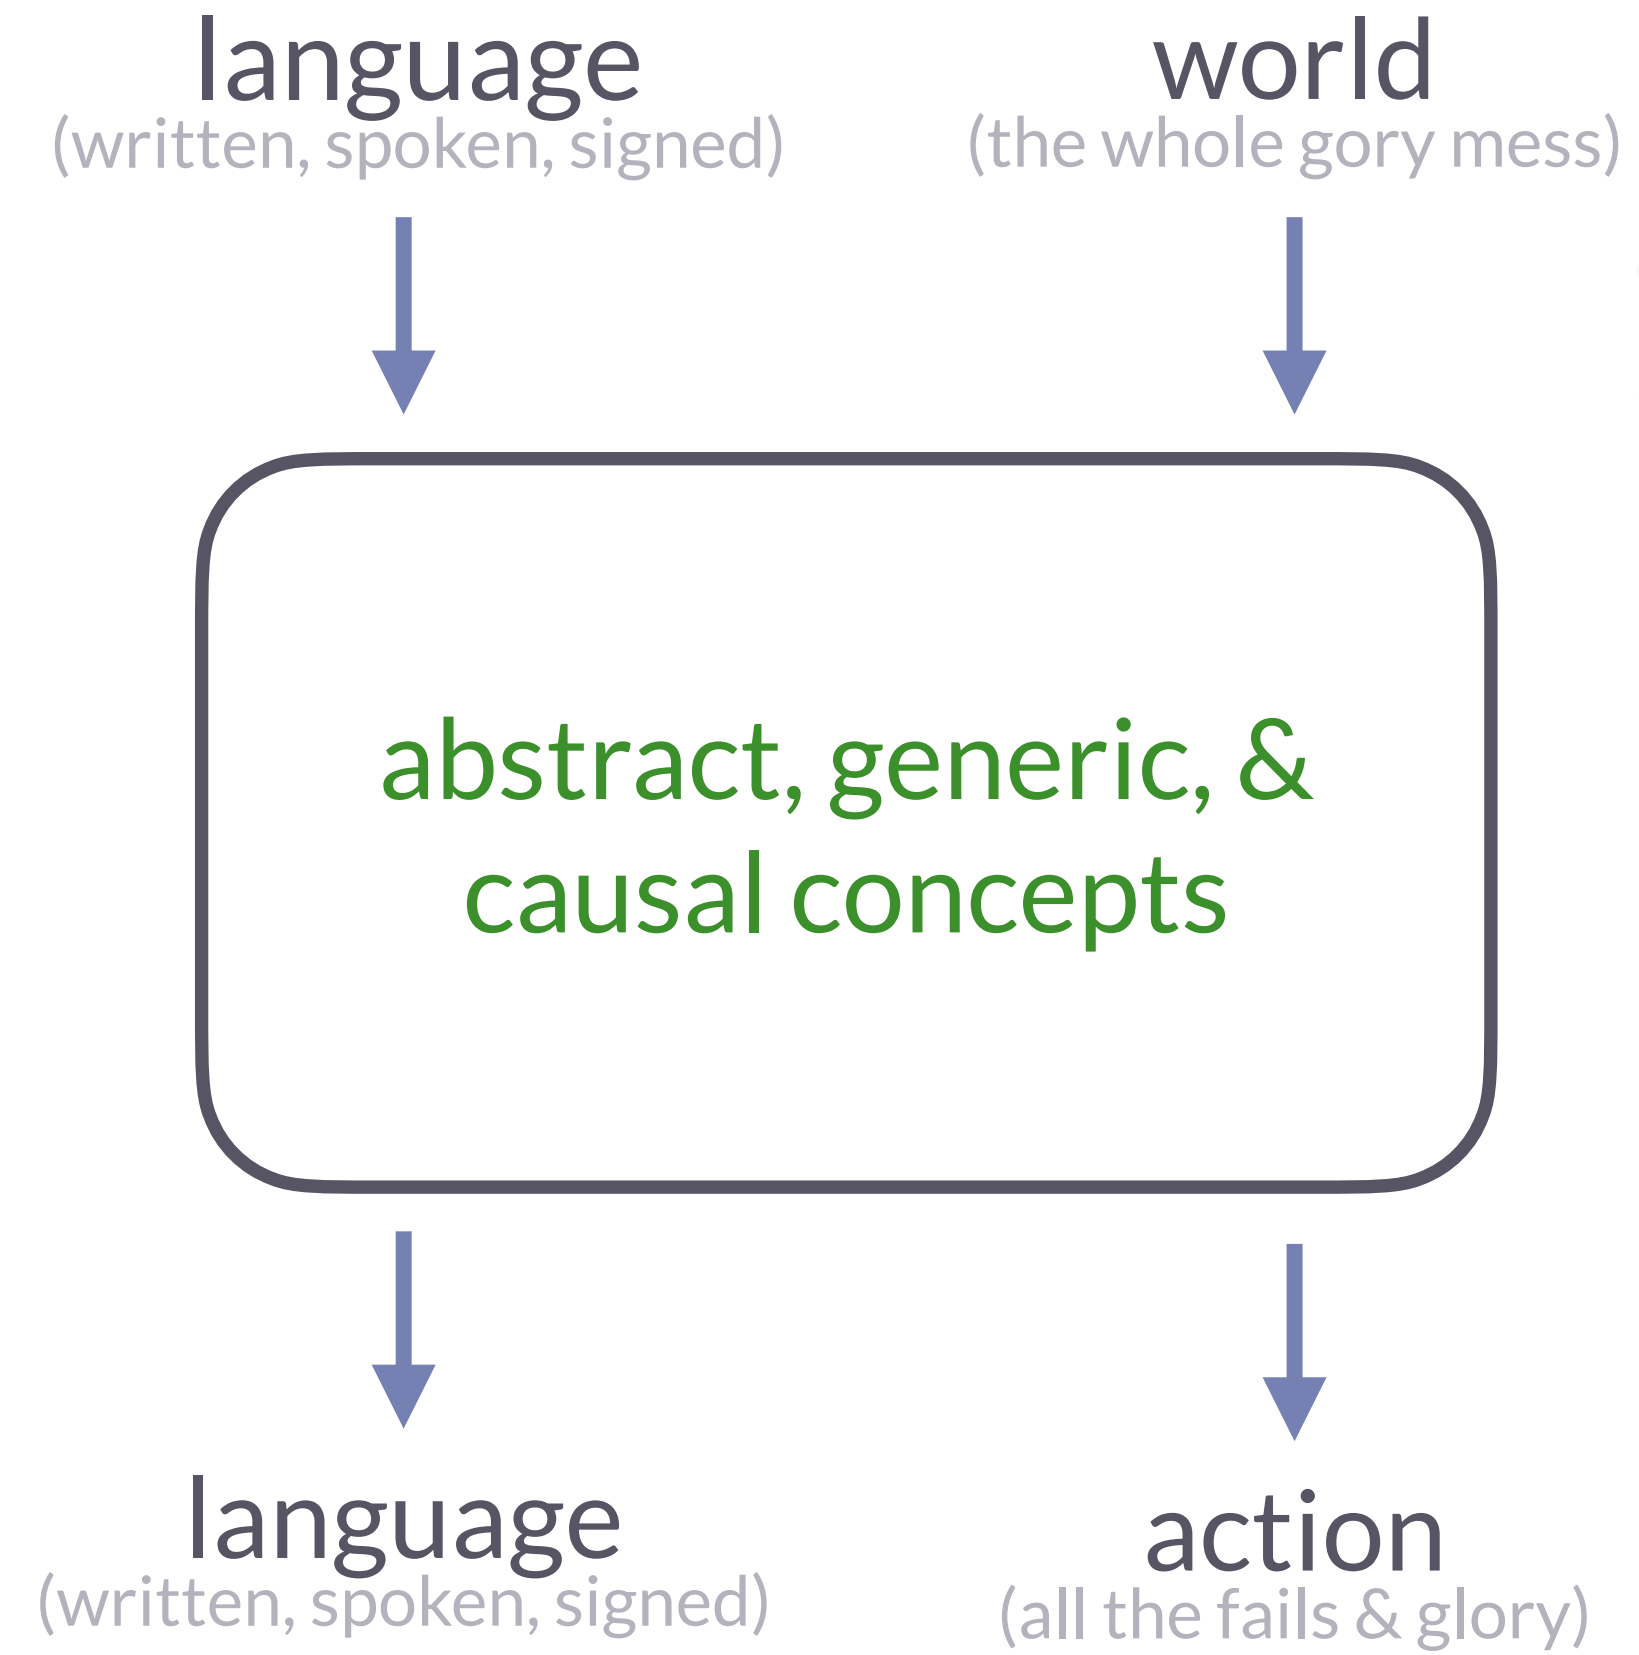 language
(written, spoken, signed)
world
(the whole gory mess)
abstract, generic, &
causal concepts
language
(written, spoken, signed)
action
(all the fails & glory)